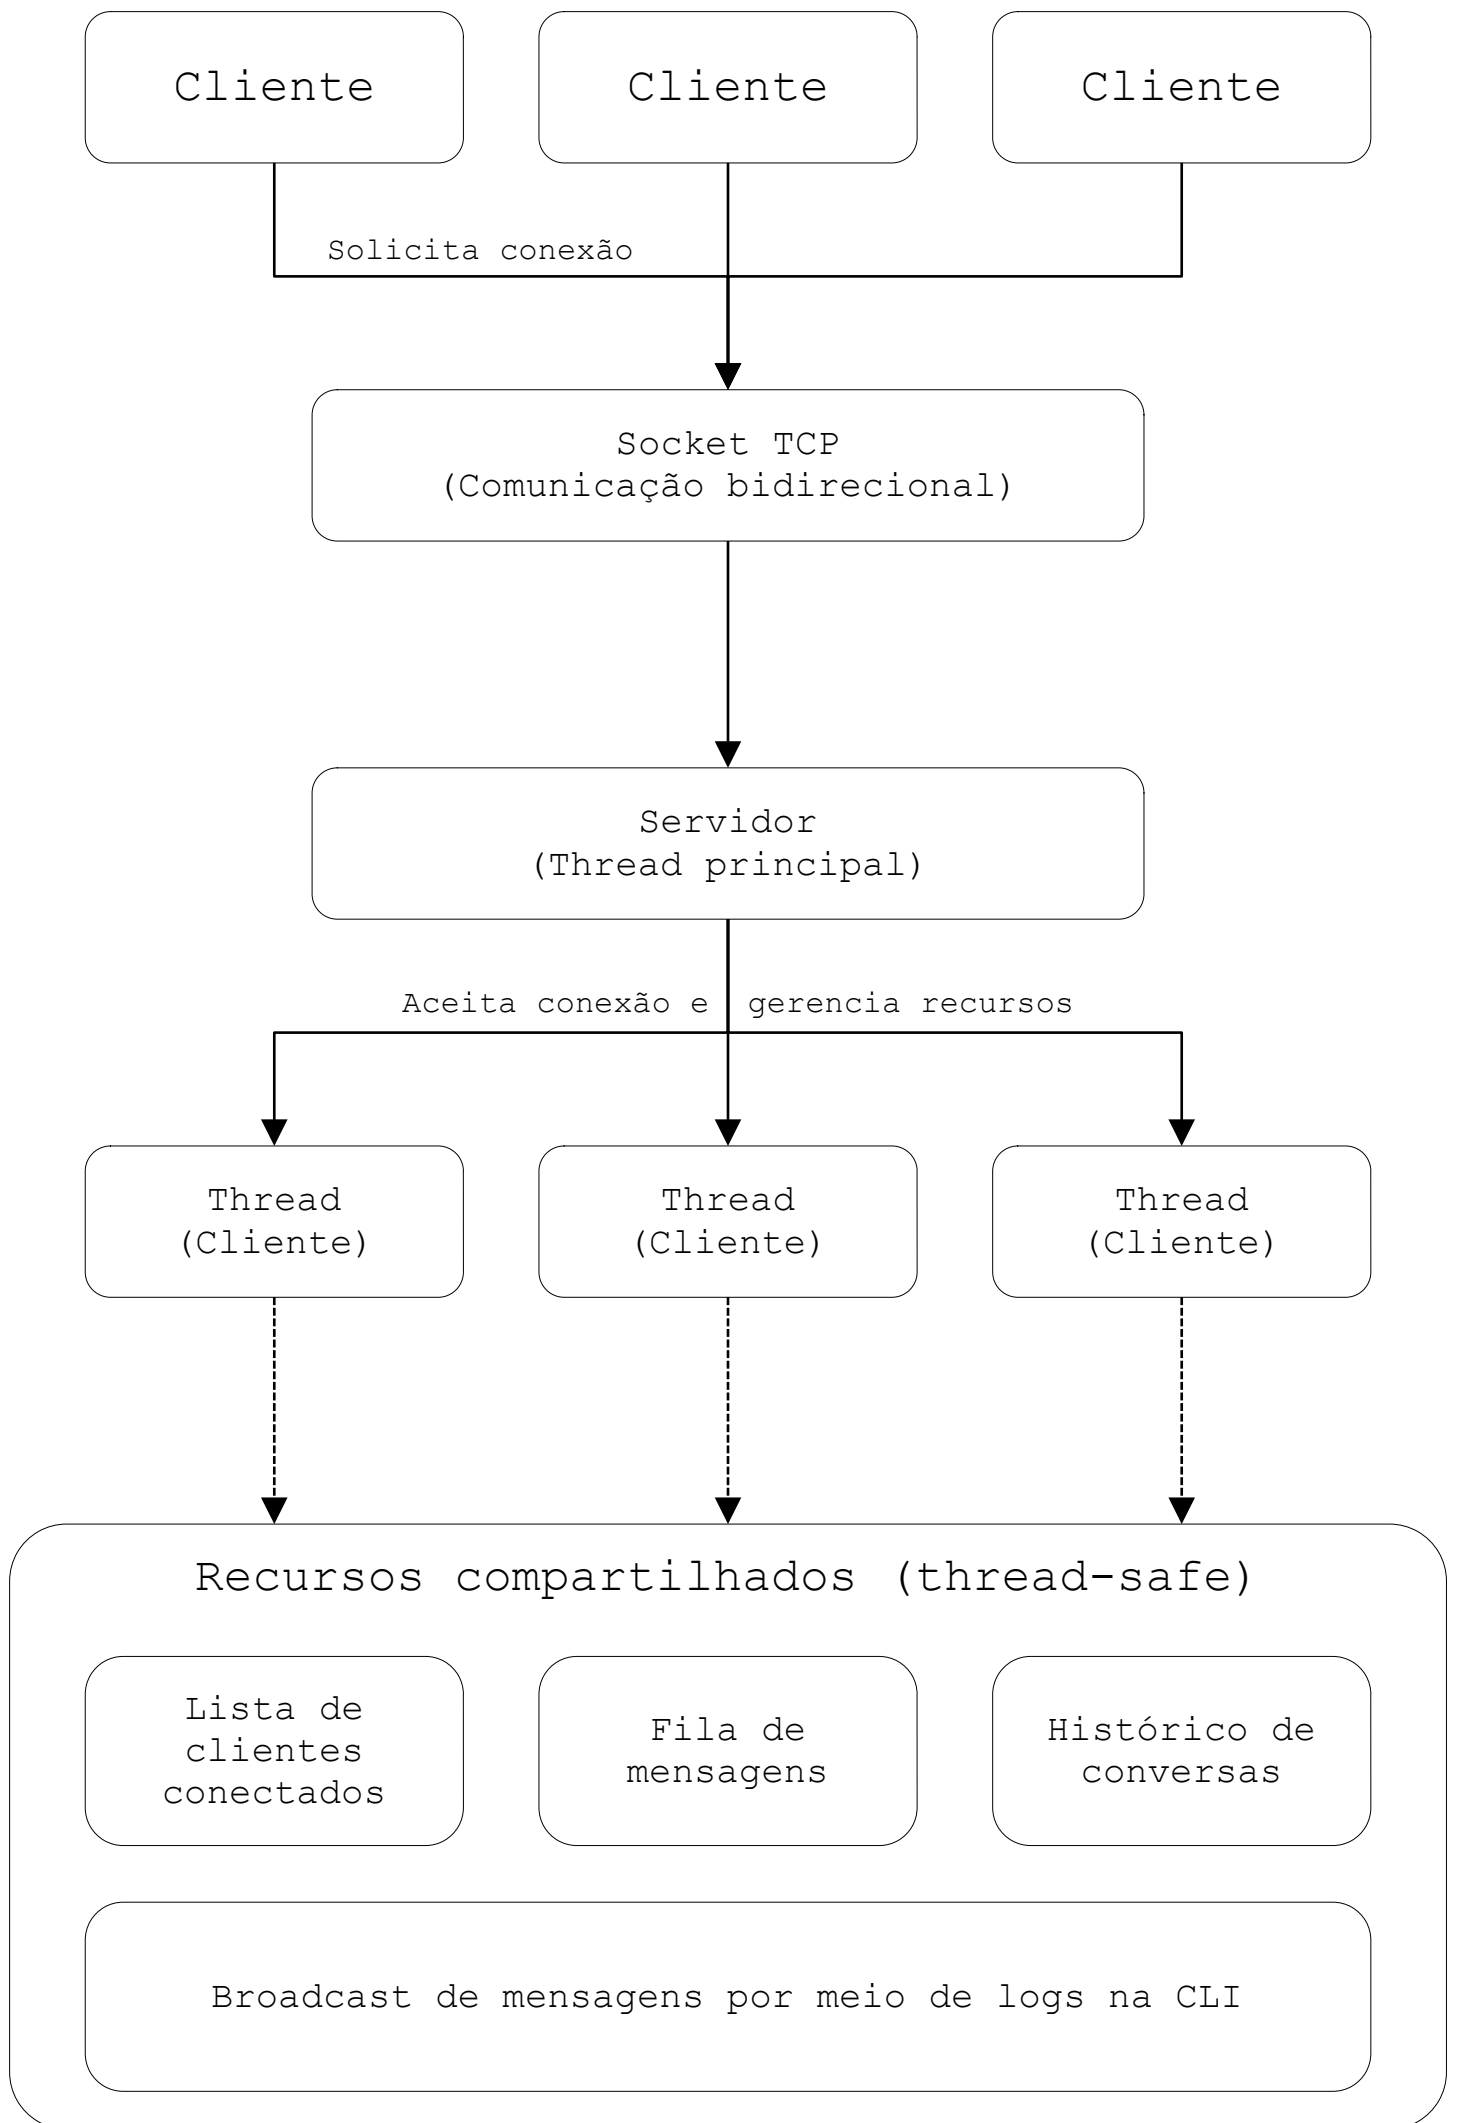 Cliente
Cliente
Cliente
Solicita conexão
Socket TCP
(Comunicação bidirecional)
Servidor
(Thread principal)
Aceita conexão e gerencia recursos
Thread
(Cliente)
Thread
(Cliente)
Thread
(Cliente)
Recursos compartilhados (thread-safe)
Lista de
clientes
conectados
Fila de
mensagens
Histórico de
conversas
Broadcast de mensagens por meio de logs na CLI